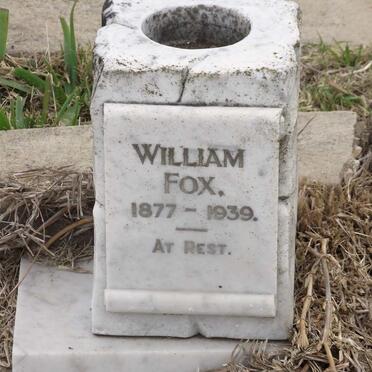 WILLIAM
FOX.
1877 - 1939.
AT REST.